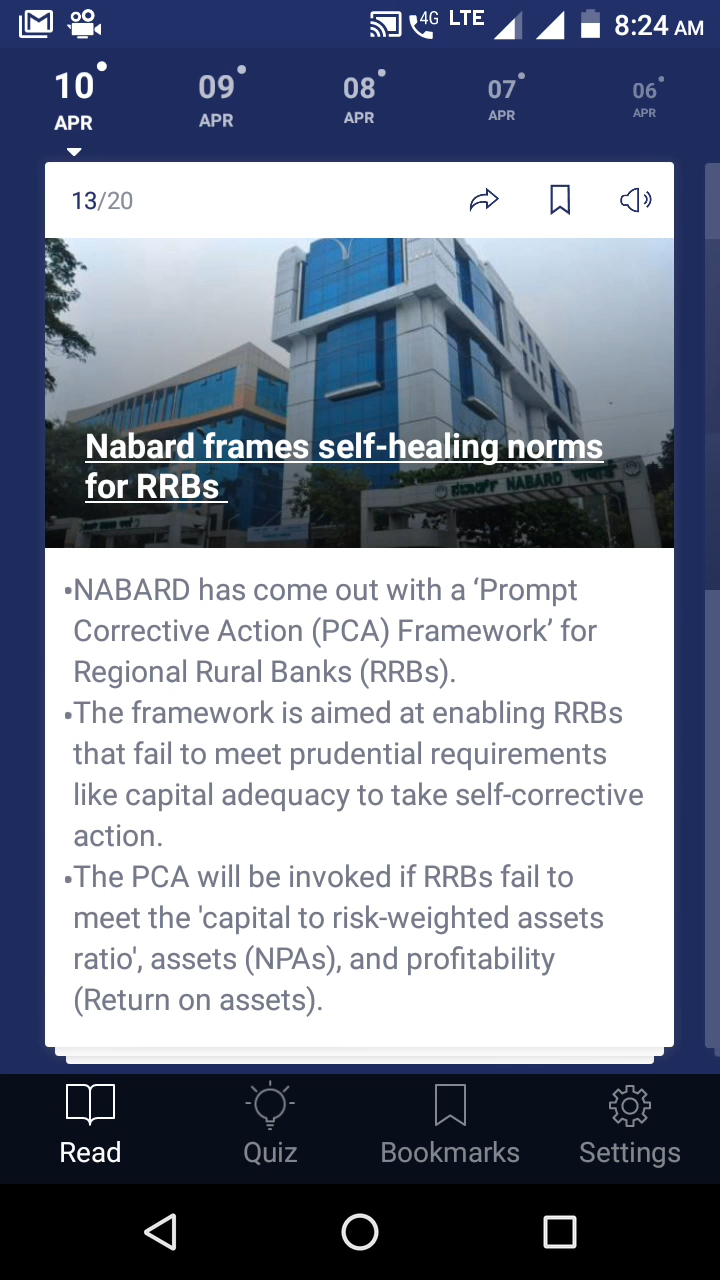 4G LTE 8:24 AM
10 09 08 07 06
APR APR APR APR APR
13/20
Nabard frames self-healing norms
for RRBs
NABARD
•NABARD has come out with a ‘Prompt
Corrective Action (PCA) Framework’ for
Regional Rural Banks (RRBs).
•The framework is aimed at enabling RRBs
that fail to meet prudential requirements
like capital adequacy to take self-corrective
action.
•The PCA will be invoked if RRBs fail to
meet the 'capital to risk-weighted assets
ratio', assets (NPAs), and profitability
(Return on assets).
Read Quiz Bookmarks Settings